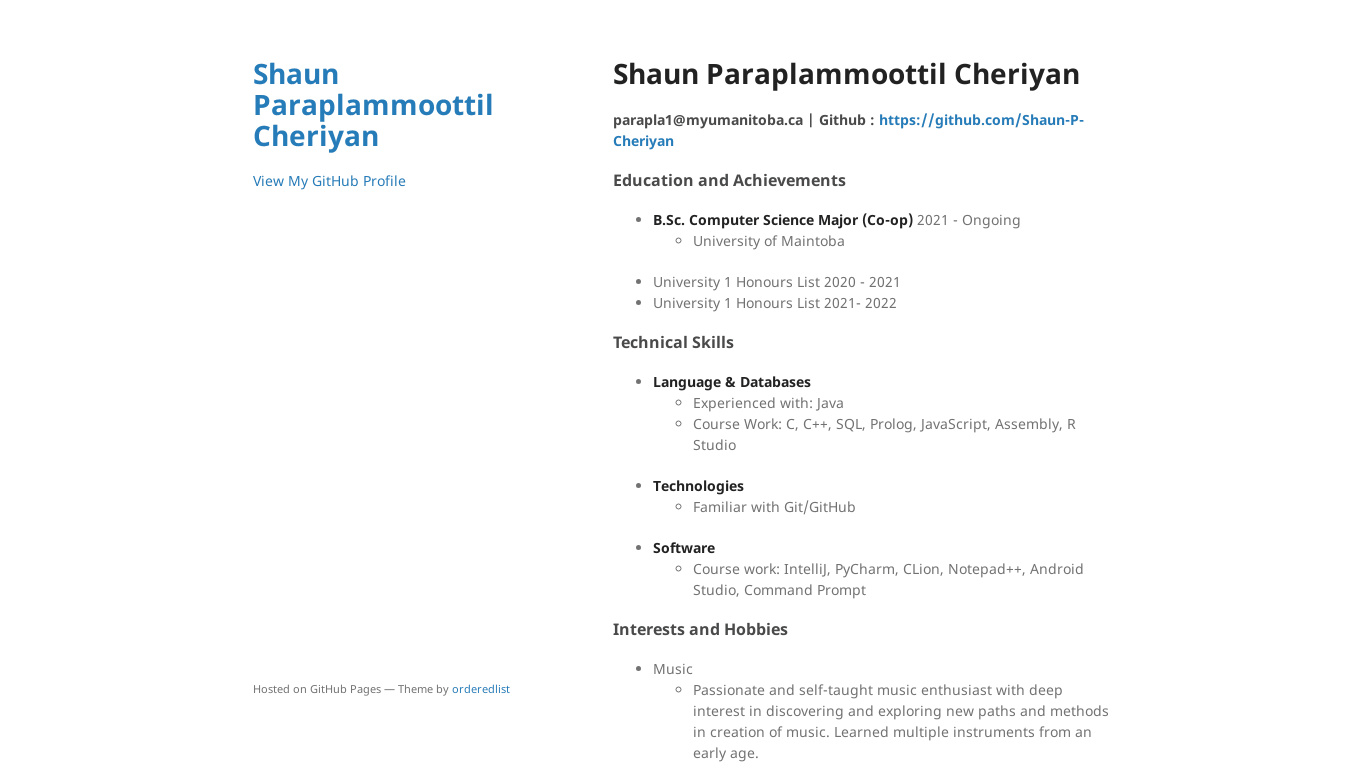 Shaun
Paraplammoottil
Cheriyan
View My GitHub Profile
Hosted on GitHub Pages — Theme by orderedlist
Shaun Paraplammoottil Cheriyan
parapla1@myumanitoba.ca | Github : https://github.com/Shaun-P-
Cheriyan
Education and Achievements
B.Sc. Computer Science Major (Co-op) 2021 - Ongoing
University of Maintoba
University 1 Honours List 2020 - 2021
University 1 Honours List 2021- 2022
Technical Skills
Language & Databases
Experienced with: Java
Course Work: C, C++, SQL, Prolog, JavaScript, Assembly, R
Studio
Technologies
Familiar with Git/GitHub
Software
Course work: IntelliJ, PyCharm, CLion, Notepad++, Android
Studio, Command Prompt
Interests and Hobbies
Music
Passionate and self-taught music enthusiast with deep
interest in discovering and exploring new paths and methods
in creation of music. Learned multiple instruments from an
early age.